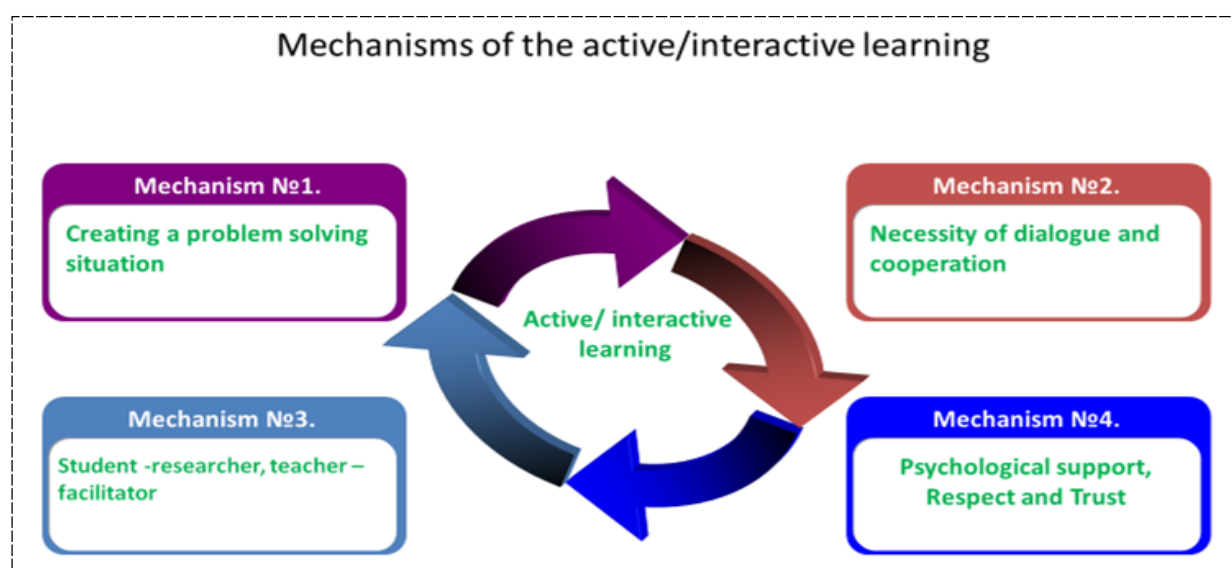 Mechanisms of the active/interactive learning
Mechanism №1.
Creating a problem solving
situation
Mechanism №2.
Necessity of dialogue and
cooperation
Active/ interactive
learning
Mechanism №3.
Student -researcher, teacher –
facilitator
Mechanism №4.
Psychological support,
Respect and Trust